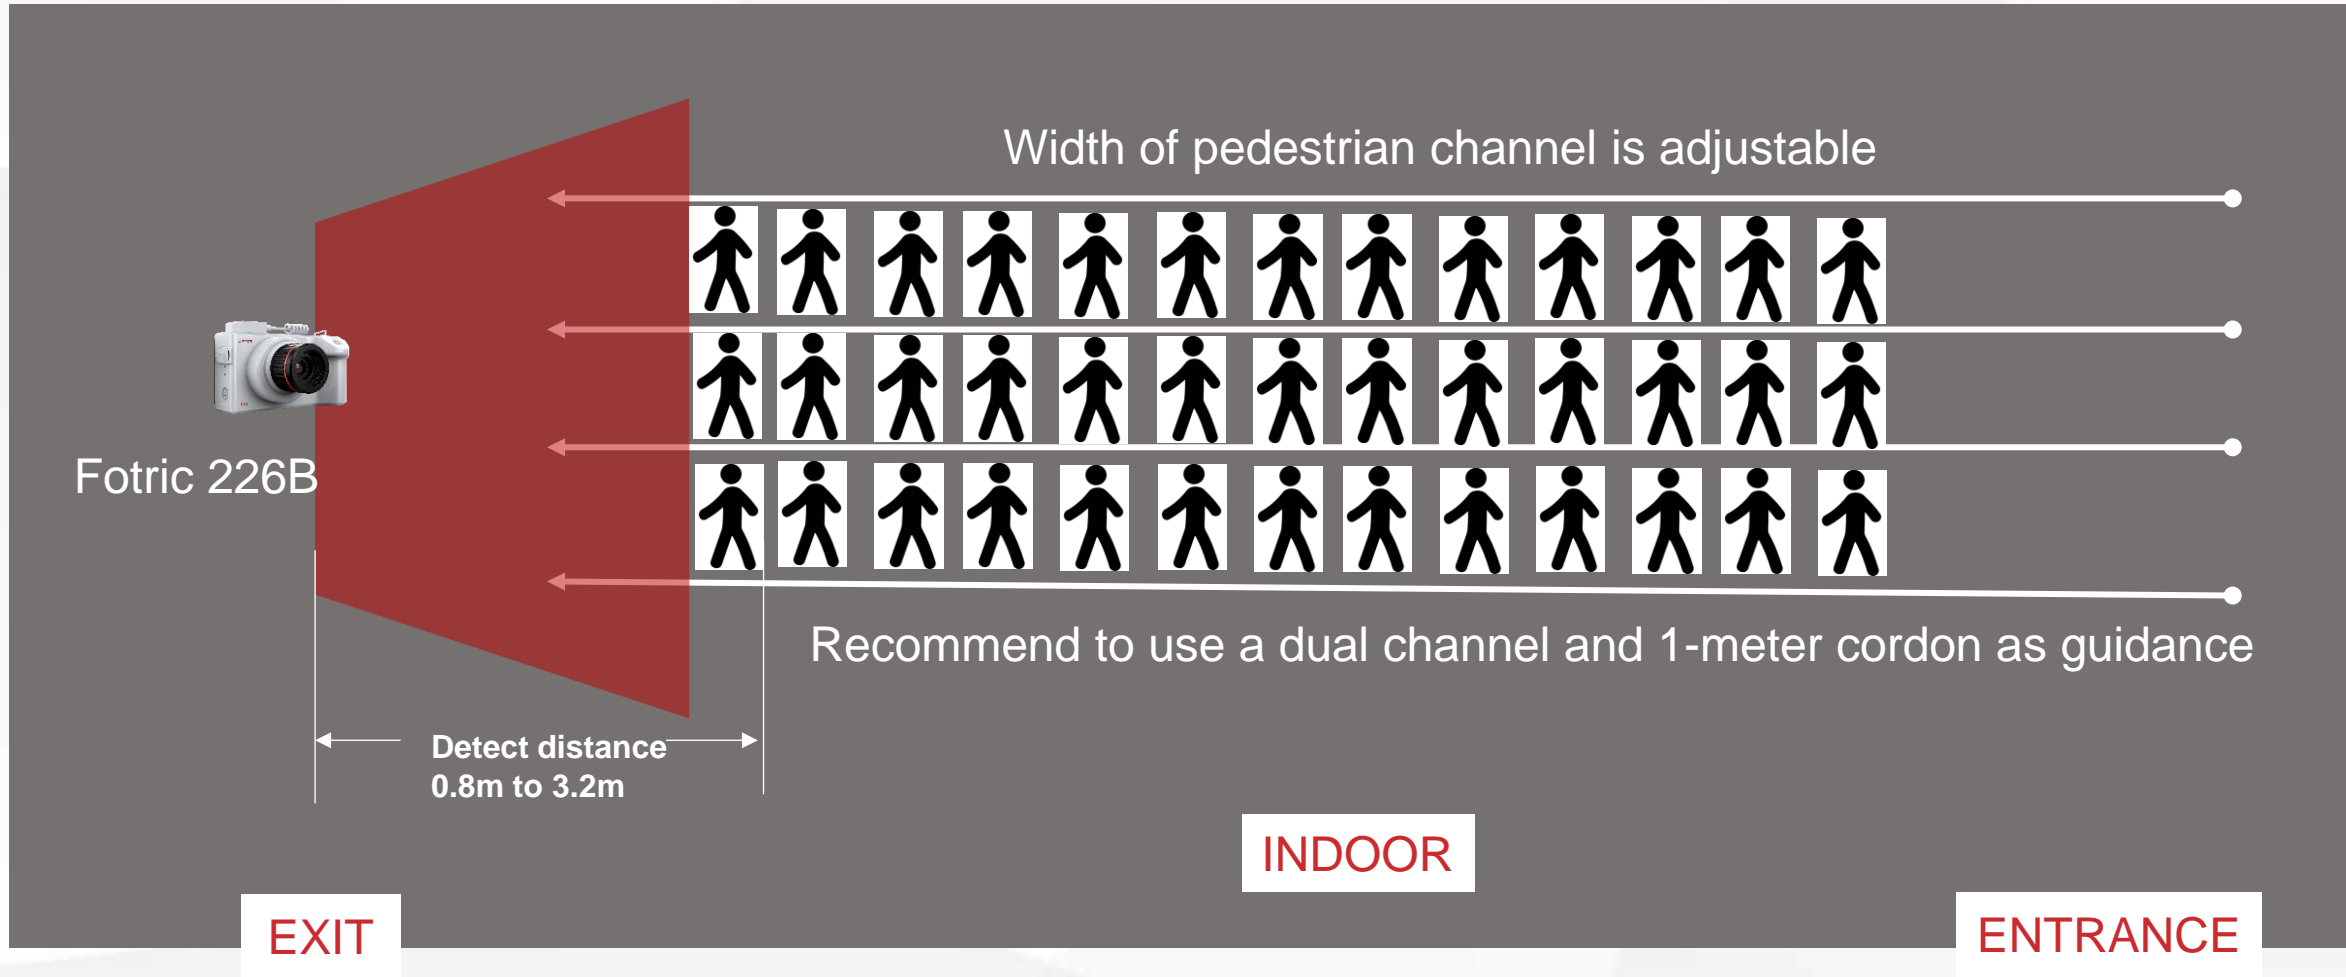 Width of pedestrian channel is adjustable
Fotric 226B
Recommend to use a dual channel and 1-meter cordon as guidance
Detect distance
0.8m to 3.2m
INDOOR
EXIT
ENTRANCE